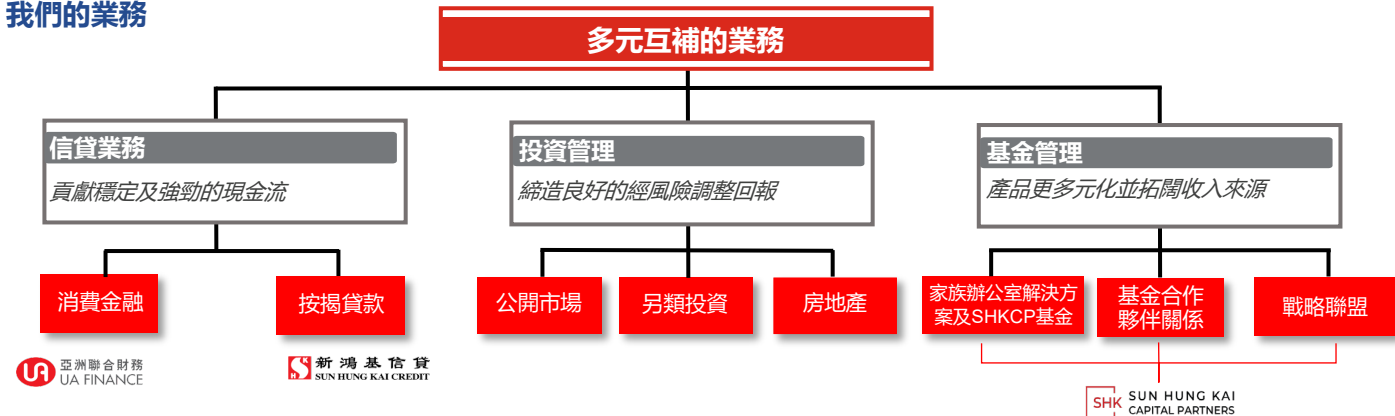 我們的業務
多元互補的業務
信貸業務
貢獻穩定及強勁的現金流
投資管理
締造良好的經風險調整回報
基金管理
產品更多元化並拓闊收入來源
消費金融
按揭貸款
公開市場
另類投資
房地產
家族辦公室解決方
案及SHKCP基金
基金合作
夥伴關係
戰略聯盟
UA 亞洲聯合財務
UA FINANCE
新鴻基信貸
SUN HUNG KAI CREDIT
SHK SUN HUNG KAI
CAPITAL PARTNERS